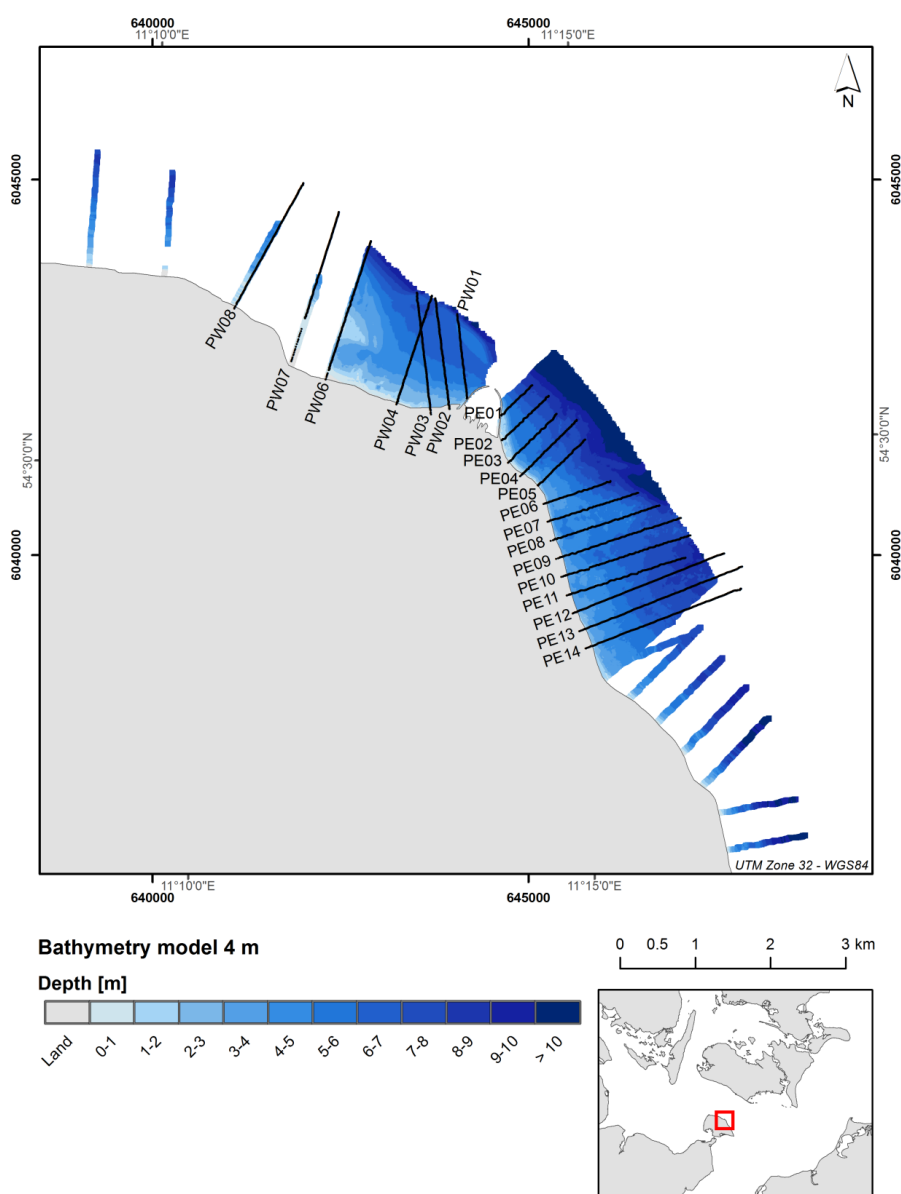 640000
645000
11°10'0"E
11°15'0"E
N
6045000
6045000
PW01
PW08
PW07
PW06
PW04
PW03
PW02
PE01
PE02
PE03
PE04
PE05
PE06
PE07
PE08
PE09
PE10
PE11
PE12
PE13
PE14
54°30'0"N
54°30'0"N
6040000
6040000
UTM Zone 32 - WGS84
11°10'0"E
11°15'0"E
640000
645000
Bathymetry model 4 m
Depth [m]
Land
0-1
1-2
2-3
3-4
4-5
5-6
6-7
7-8
8-9
9-10
> 10
0 0.5 1 2 3 km